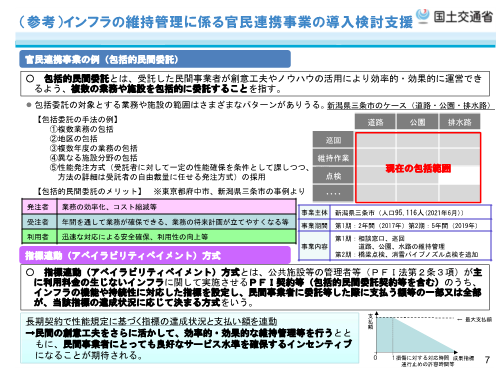 (参考)インフラの維持管理に係る官民連携事業の導入検討支援
国土交通省
官民連携事業の例(包括的民間委託)
○ 包括的民間委託とは、受託した民間事業者が創意工夫やノウハウの活用により効率的・効果的に運営でき
るよう、複数の業務や施設を包括的に委託することを指す。
● 包括委託の対象とする業務や施設の範囲はさまざまなパターンがありうる。
新潟県三条市のケース(道路・公園・排水路)
【包括委託の手法の例】
①複数業務の包括
②地区の包括
③複数年度の業務の包括
④異なる施設分野の包括
⑤性能発注方式(受託者に対して一定の性能確保を条件として課しつつ、
方法の詳細は受託者の自由裁量に任せる発注方式)の採用
道路 公園 排水路
巡回
維持作業
点検
・・・・
現在の包括範囲
【包括的民間委託のメリット】 ※東京都府中市、新潟県三条市の事例より
発注者 業務の効率化、コスト縮減等
受注者 年間を通して業務が確保できる、業務の将来計画が立てやすくなる等
利用者 迅速な対応による安全確保、利用性の向上等
事業主体 新潟県三条市(人口95,116人(2021年6月))
事業期間 第1期:2年間(2017年) 第2期:5年間(2019年)
事業内容 第1期:相談窓口、巡回
道路、公園、水路の維持管理
第2期:橋梁点検、消雪パイプノズル点検を追加
指標連動(アベイラビリティペイメント)方式
○ 指標連動(アベイラビリティペイメント)方式とは、公共施設等の管理者等(PFI法第2条3項)が主
に利用料金の生じないインフラに関して実施させるPFI契約等(包括的民間委託契約等を含む)のうち、
インフラの機能や持続性に対応した指標を設定し、民間事業者に委託等した際に支払う額等の一部又は全部
が、当該指標の達成状況に応じて決まる方式をいう。
長期契約で性能規定に基づく指標の達成状況と支払い額を連動
→民間の創意工夫をさらに活かして、効率的・効果的な維持管理等を行うとと
もに、民間事業者にとっても良好なサービス水準を確保するインセンティブ
になることが期待される。
支払額
最大支払額
0 1 損傷に対する対応時間 成果指標
通行止めの許容時間等
7